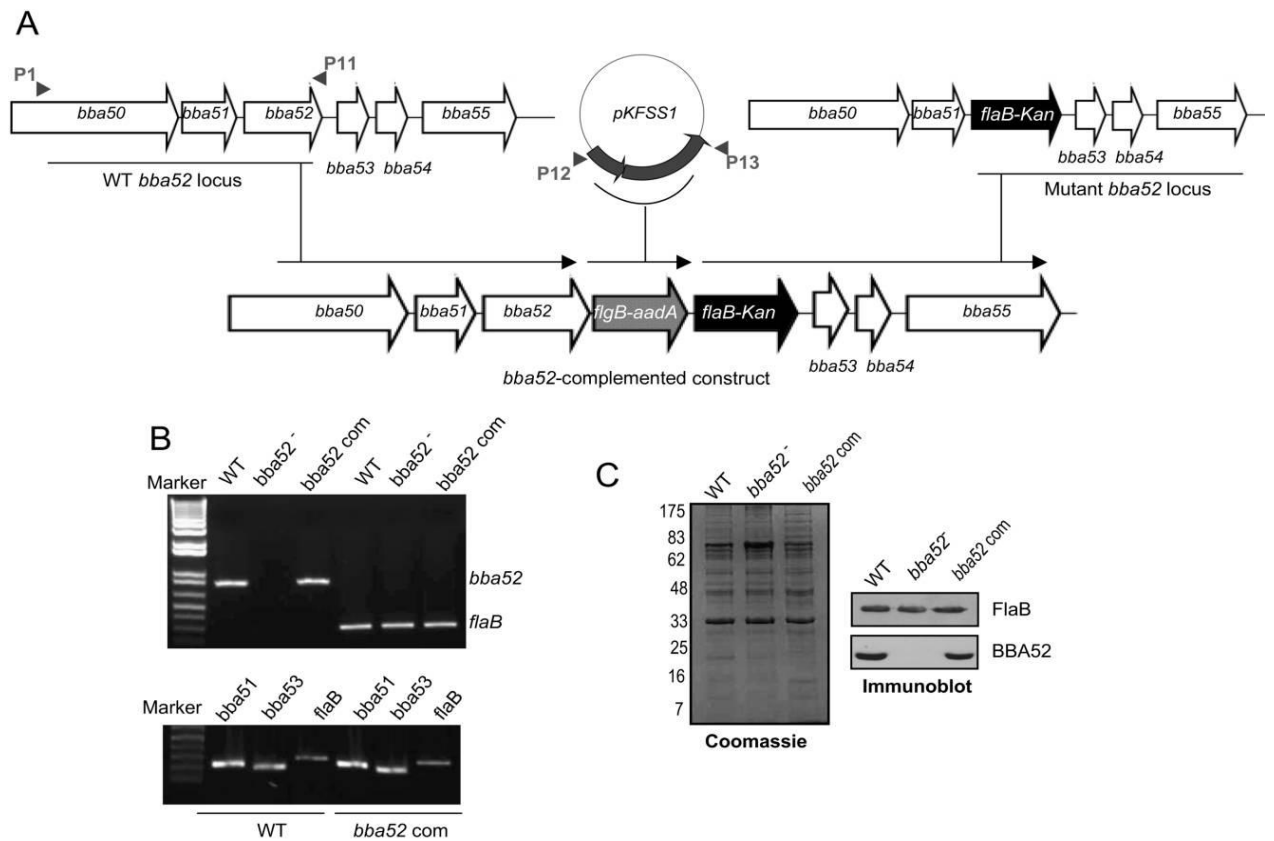 A
P1
P11
bba50
bba51
bba52
bba55
bba53
bba54
WT bba52 locus
pKFSS1
P12
P13
bba50
bba51
flaB-Kan
bba55
bba53
bba54
Mutant bba52 locus
bba50
bba51
bba52
flgB-aadA
flaB-Kan
bba55
bba53
bba54
bba52-complemented construct
B
Marker
WT
bba52-
bba52 com
WT
bba52-
bba52 com
bba52
flaB
Marker
bba51
bba53
flaB
bba51
bba53
flaB
WT
bba52 com
C
WT
bba52-
bba52 com
175
83
62
48
33
25
16
7
Coomassie
WT
bba52-
bba52 com
FlaB
BBA52
Immunoblot